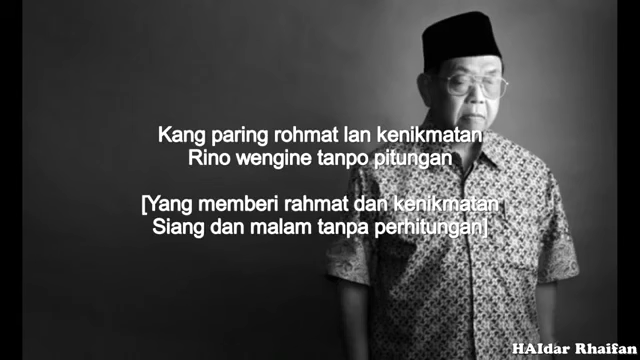 Kang paring rohmat lan kenikmatan
Rino wengine tanpo pitungan
[Yang memberi rahmat dan kenikmatan
Siang dan malam tanpa perhitungan]
HAIdar Rhaifan